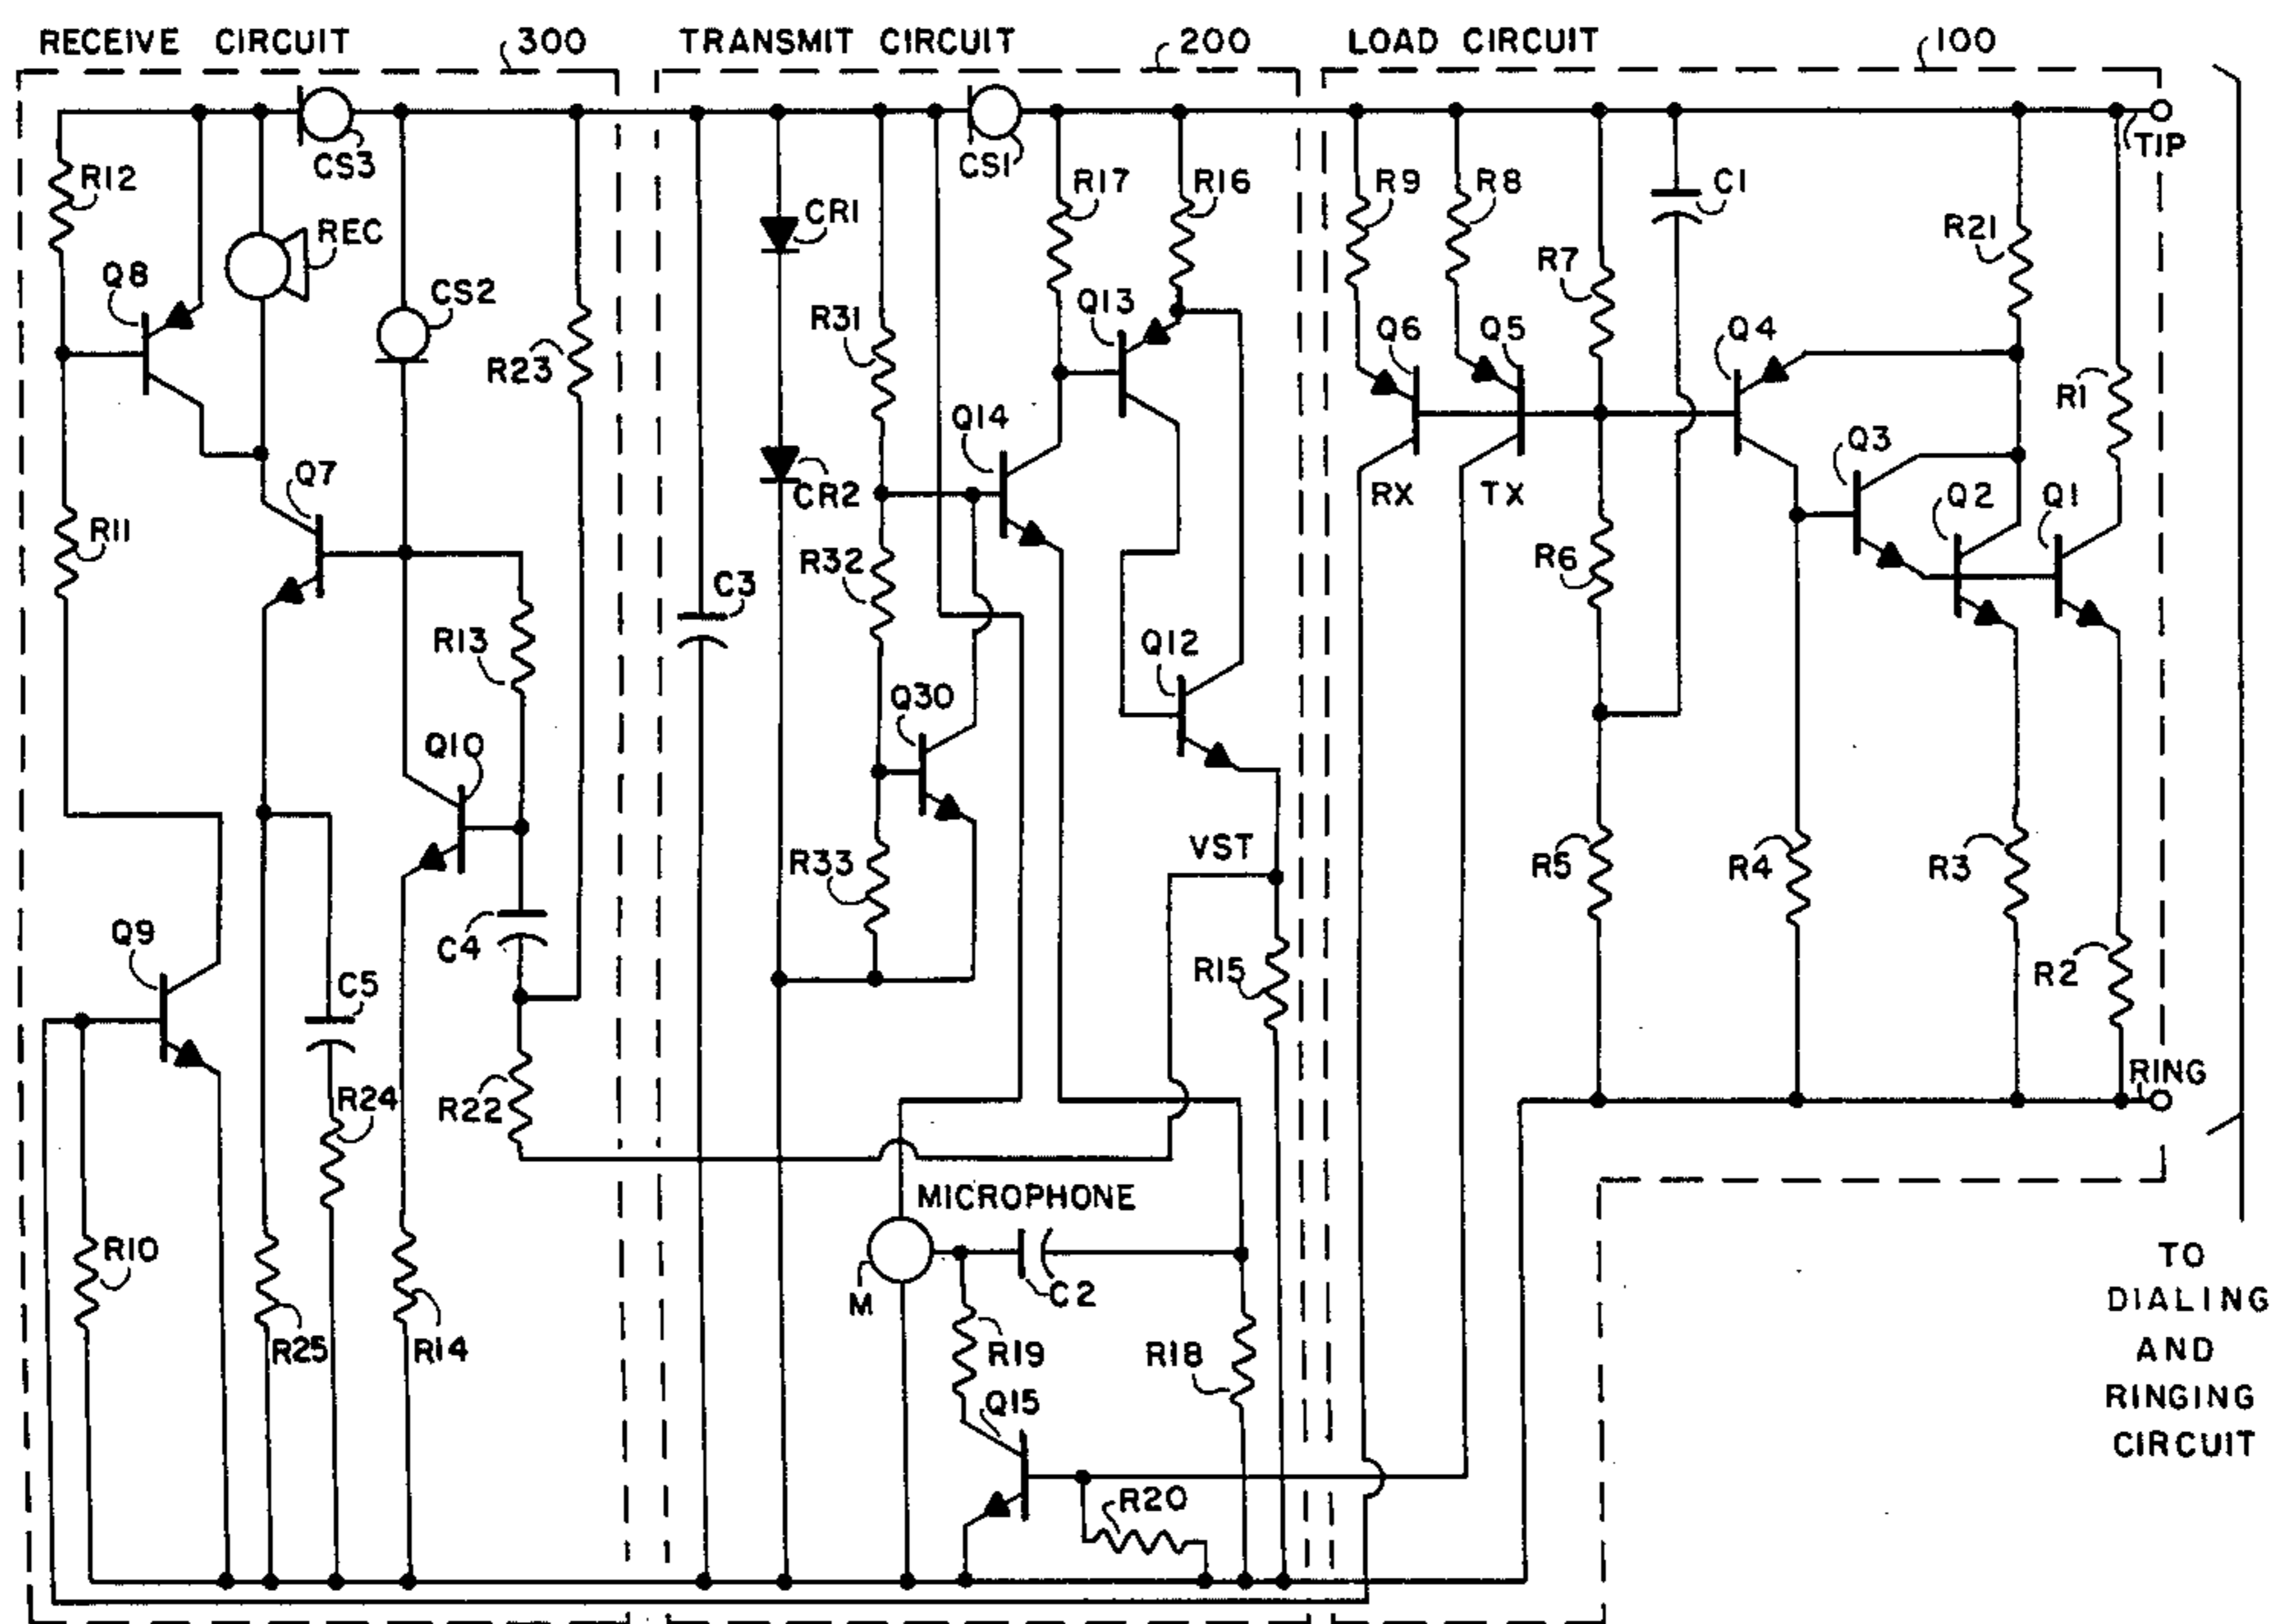 RECEIVE CIRCUIT
300
TRANSMIT CIRCUIT
200
LOAD CIRCUIT
100
CS3
CS1
TIP
R12
R17
R16
R9
R8
C1
CR1
REC
R21
Q8
CS2
R7
R31
Q13
Q6
Q5
Q4
R23
R1
Q14
Q3
Q7
CR2
RX
TX
Q2
Q1
R11
R32
R6
C3
R13
Q12
Q30
Q10
VST
R33
R5
R4
R3
Q9
C4
C5
R15
R2
RING
R24
R22
MICROPHONE
R10
M
C2
TO
DIALING
AND
RINGING
CIRCUIT
R25
R14
R19
R18
Q15
R20